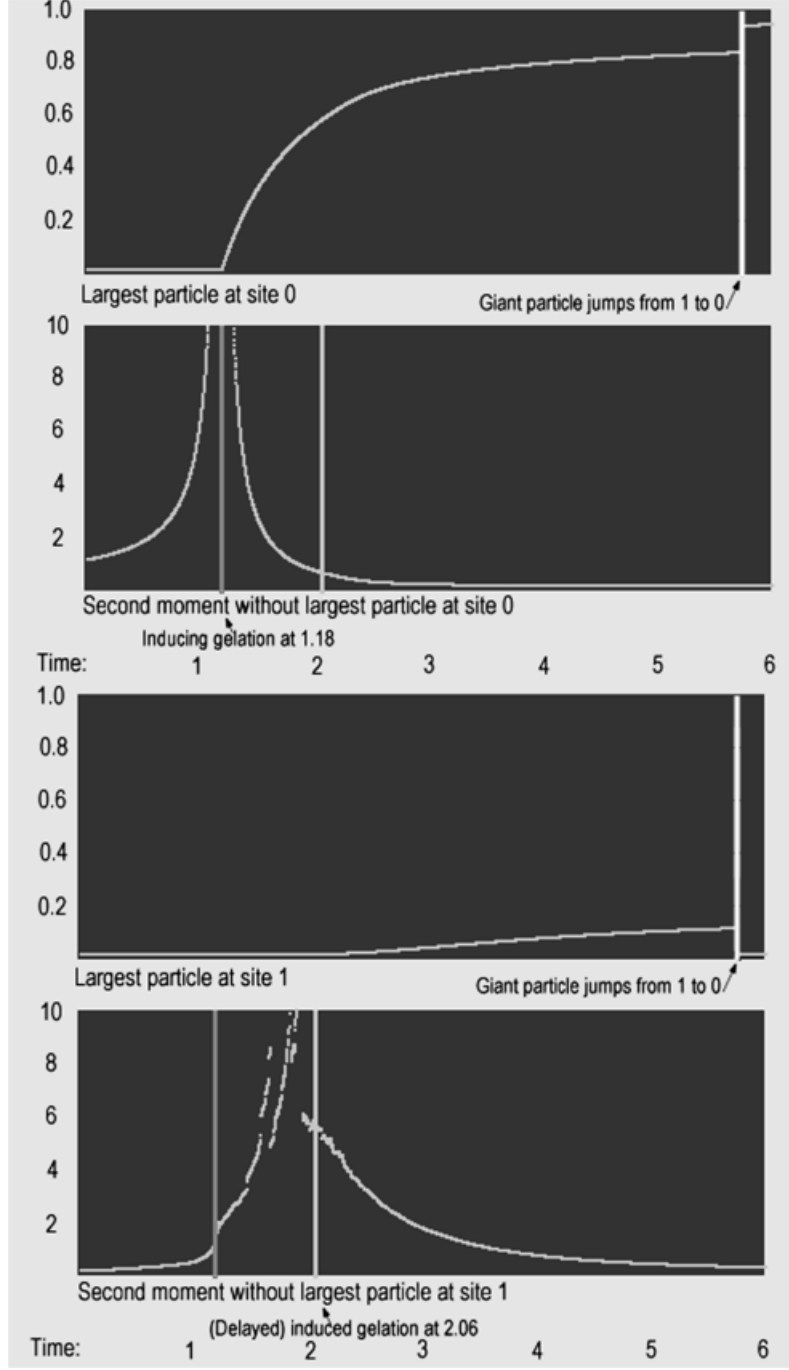 1.0
0.8
0.6
0.4
0.2
Largest particle at site 0
Giant particle jumps from 1 to 0
10
8
6
4
2
Second moment without largest particle at site 0
Inducing gelation at 1.18
Time: 1 2 3 4 5 6
1.0
0.8
0.6
0.4
0.2
Largest particle at site 1
Giant particle jumps from 1 to 0
10
8
6
4
2
Second moment without largest particle at site 1
(Delayed) induced gelation at 2.06
Time: 1 2 3 4 5 6